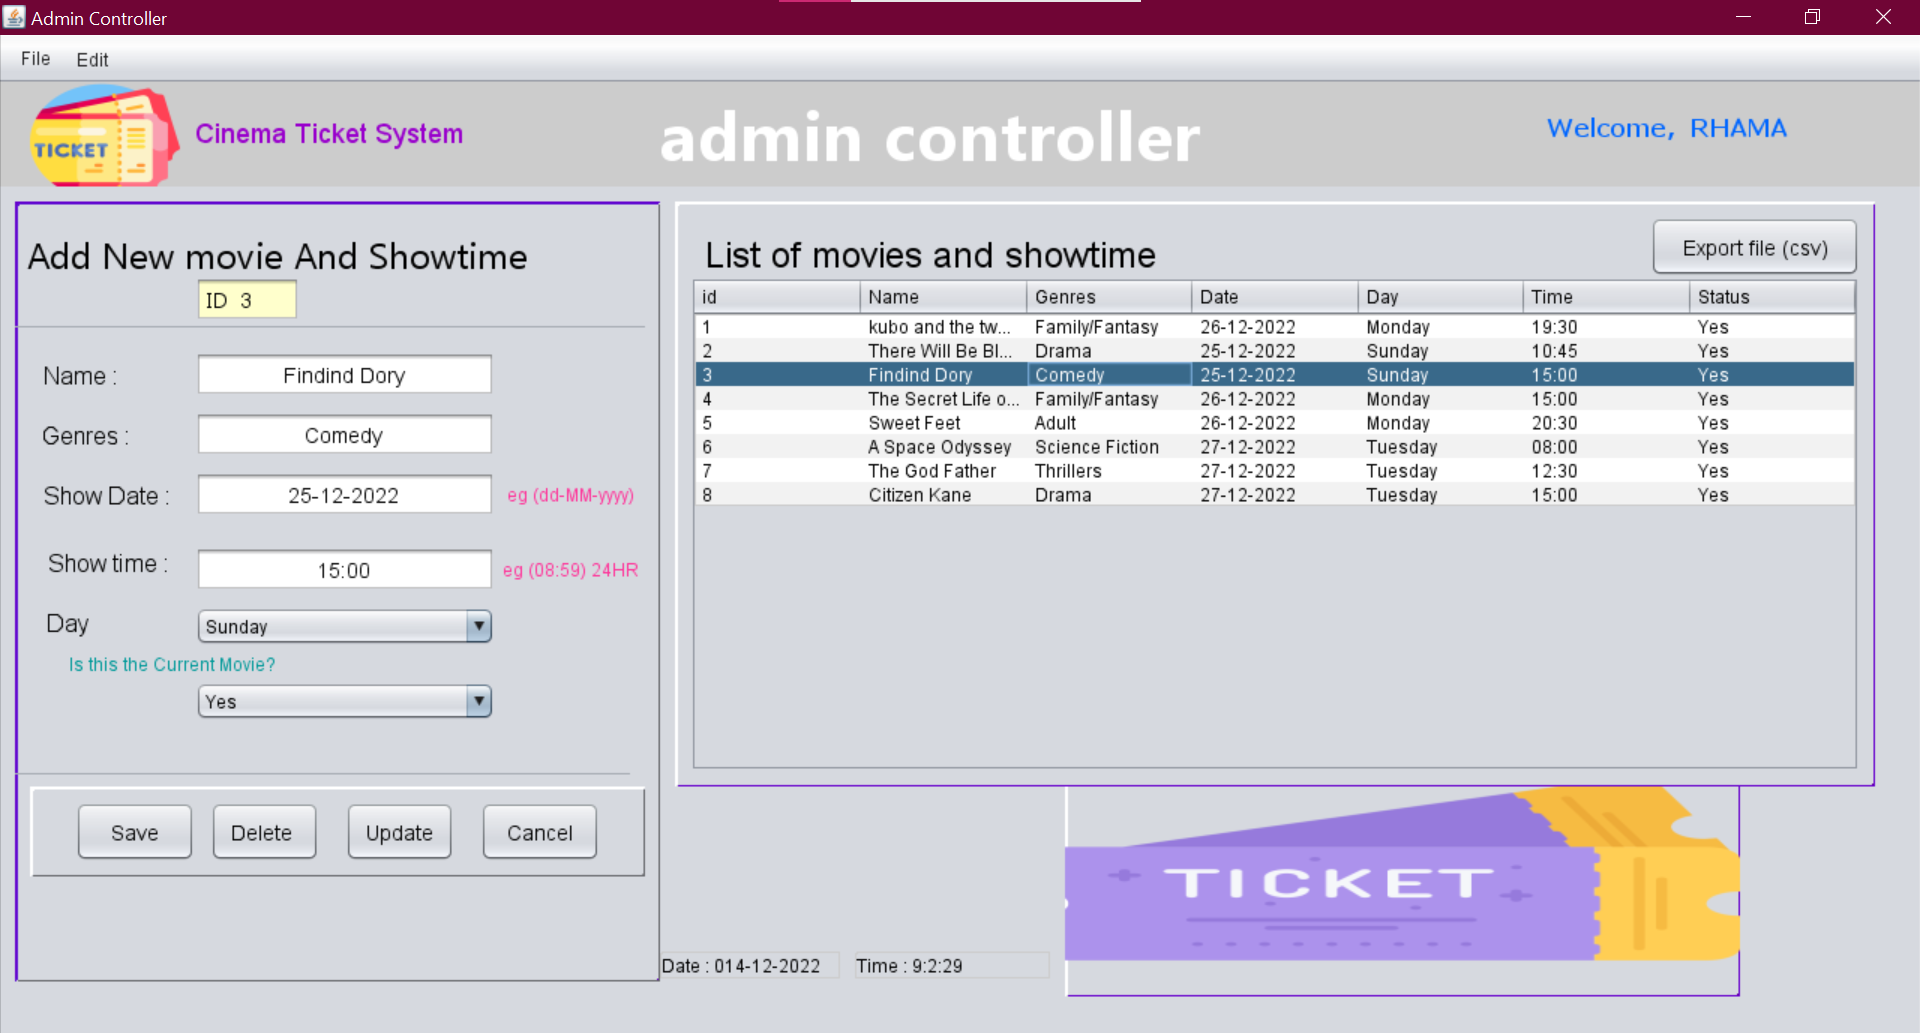 Admin Controller
File Edit
TICKET
Cinema Ticket System
admin controller
Welcome, RHAMA
Add New movie And Showtime
ID 3
Name : Findind Dory
Genres : Comedy
Show Date : 25-12-2022 eg (dd-MM-yyyy)
Show time : 15:00 eg (08:59) 24HR
Day Sunday
Is this the Current Movie?
Yes
Save Delete Update Cancel
List of movies and showtime
Export file (csv)
id Name Genres Date Day Time Status
1 kubo and the tw... Family/Fantasy 26-12-2022 Monday 19:30 Yes
2 There Will Be Bl... Drama 25-12-2022 Sunday 10:45 Yes
3 Findind Dory Comedy 25-12-2022 Sunday 15:00 Yes
4 The Secret Life o... Family/Fantasy 26-12-2022 Monday 15:00 Yes
5 Sweet Feet Adult 26-12-2022 Monday 20:30 Yes
6 A Space Odyssey Science Fiction 27-12-2022 Tuesday 08:00 Yes
7 The God Father Thrillers 27-12-2022 Tuesday 12:30 Yes
8 Citizen Kane Drama 27-12-2022 Tuesday 15:00 Yes
TICKET
Date : 014-12-2022 Time : 9:2:29